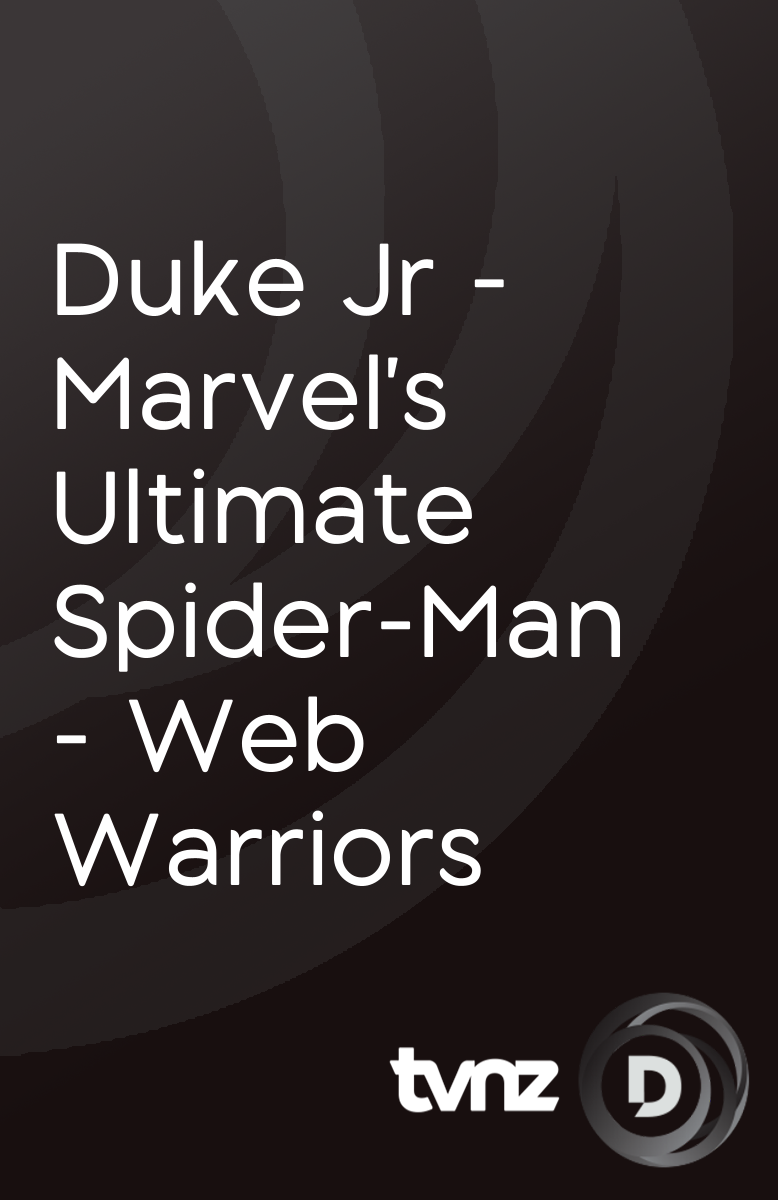 Duke Jr -
Marvel's
Ultimate
Spider-Man
- Web
Warriors
tvnz D